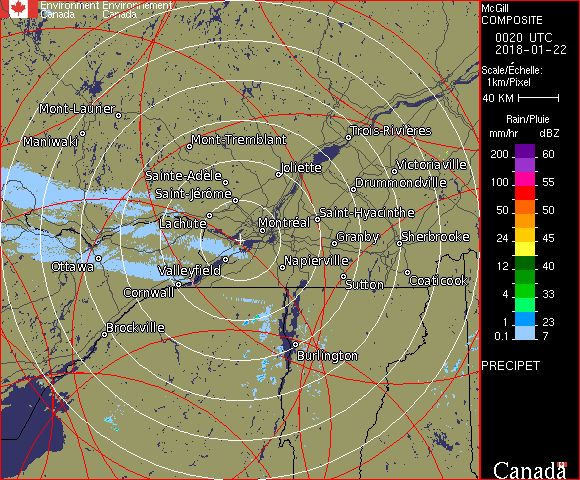 Environment Environnement
Canada Canada
McGill
COMPOSITE
0020 UTC
2018-01-22
Scale/Échelle:
1km/Pixel
40 KM
Rain/Pluie
mm/hr dBZ
200 60
100 55
50 50
24 45
12 40
4 33
1 23
0.1 7
PRECIPET
Canada
Mont-Laurier
Maniwaki
Mont-Tremblant
Trois-Rivières
Joliette
Victoriaville
Sainte-Adèle
Drummondville
Saint-Jérôme
Saint-Hyacinthe
Lachute
Montréal
Granby
Sherbrooke
Ottawa
Valleyfield
Napierville
Cornwall
Sutton
Coaticook
Brockville
Burlington